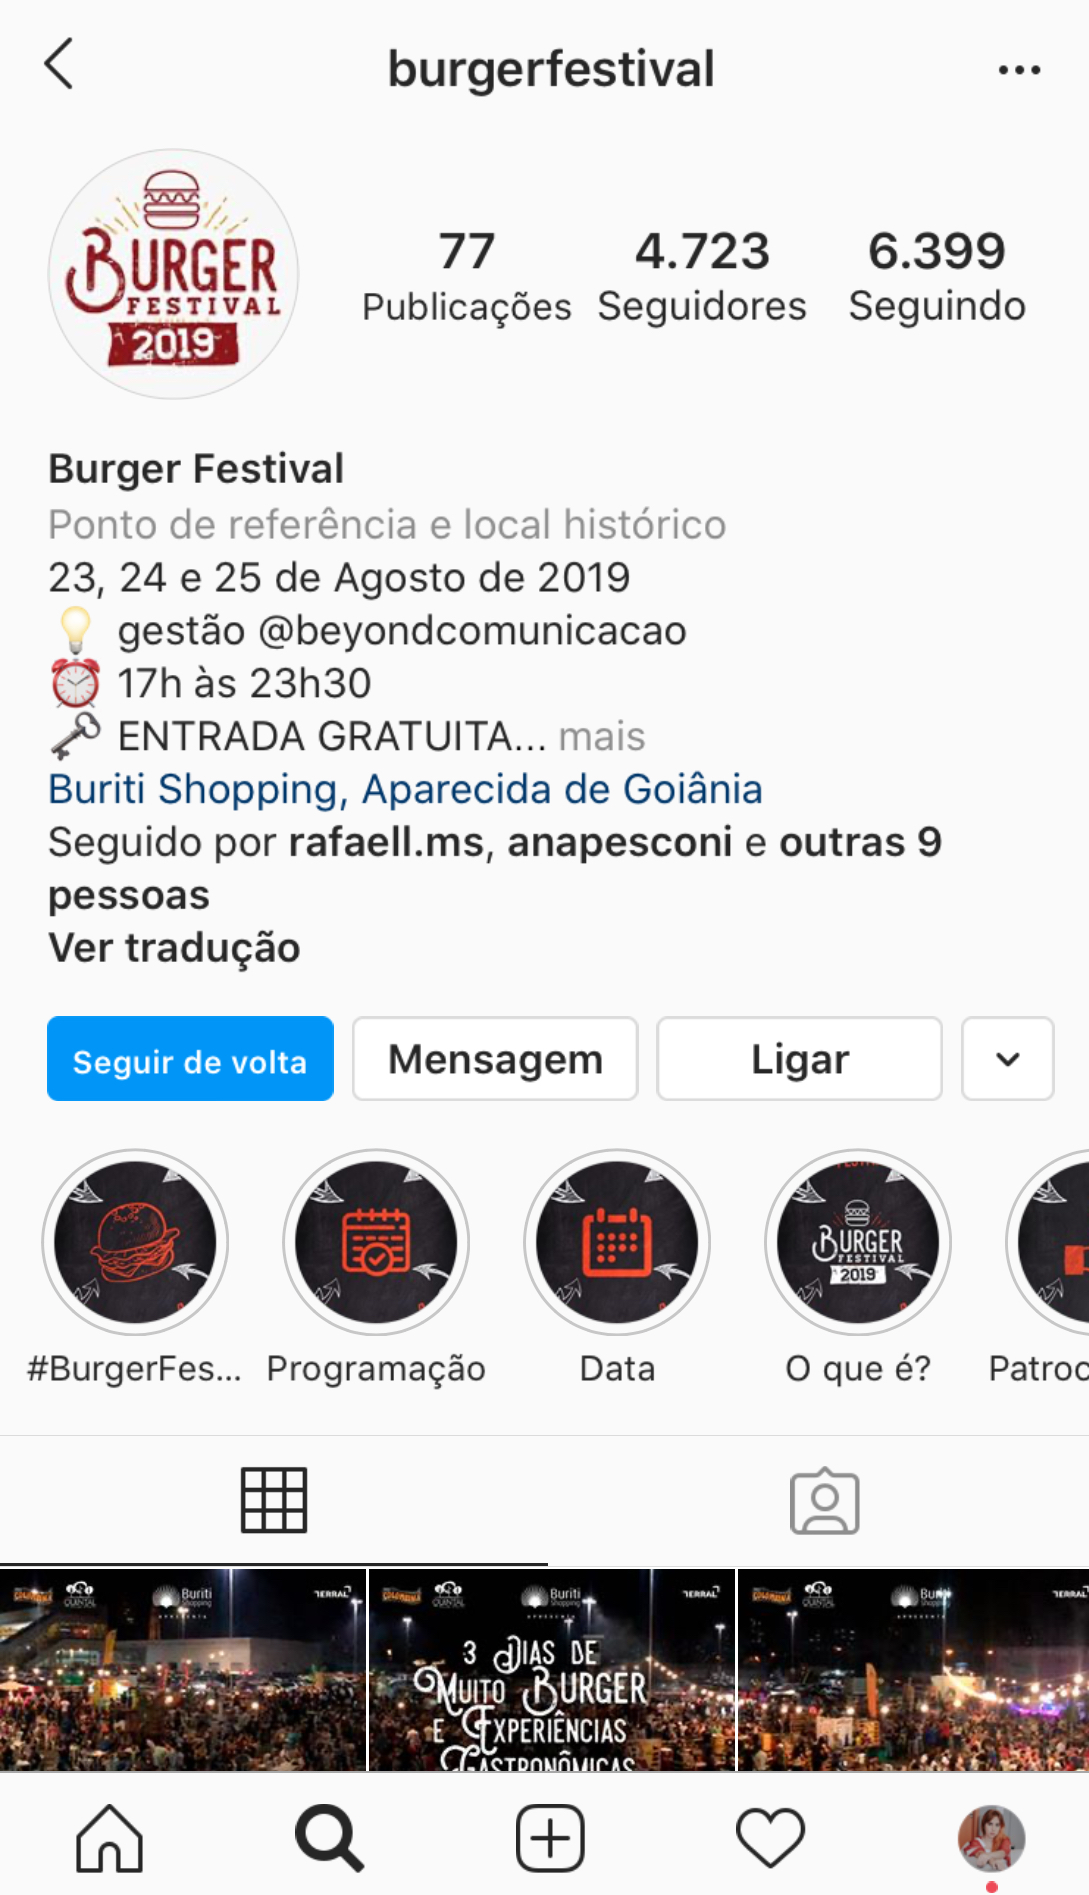 burgerfestival
BURGER
FESTIVAL
2019
77
Publicações
4.723
Seguidores
6.399
Seguindo
Burger Festival
Ponto de referência e local histórico
23, 24 e 25 de Agosto de 2019
gestão @beyondcomunicacao
17h às 23h30
ENTRADA GRATUITA... mais
Buriti Shopping, Aparecida de Goiânia
Seguido por rafaell.ms, anapesconi e outras 9
pessoas
Ver tradução
Seguir de volta
Mensagem
Ligar
BURGER
FESTIVAL
2019
#BurgerFes...
Programação
Data
O que é?
Patroc
Buriti
Shopping
APRESENTA
TERRAL
Buriti
Shopping
APRESENTA
TERRAL
3 DIAS DE
MUITO BURGER
E EXPERIÊNCIAS
GASTRONÔMICAS
Buriti
Shopping
APRESENTA
TERRAL